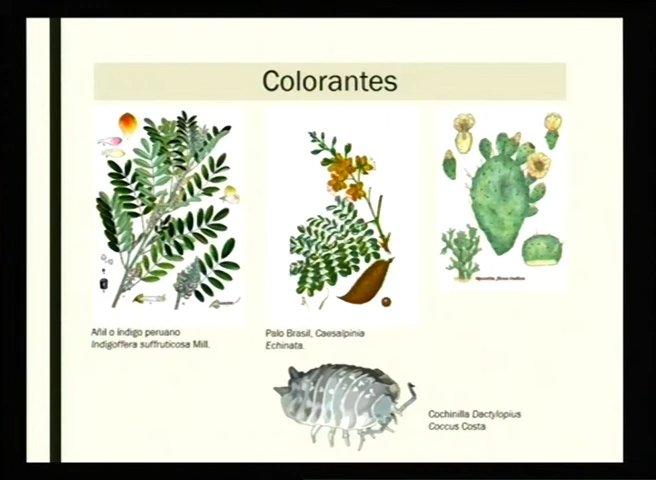 Colorantes
Añil o índigo peruano
Indigoffera suffruticosa Mill.
Palo Brasil, Caesalpinia
Echinata.
Cochinilla Dactylopius
Coccus Costa